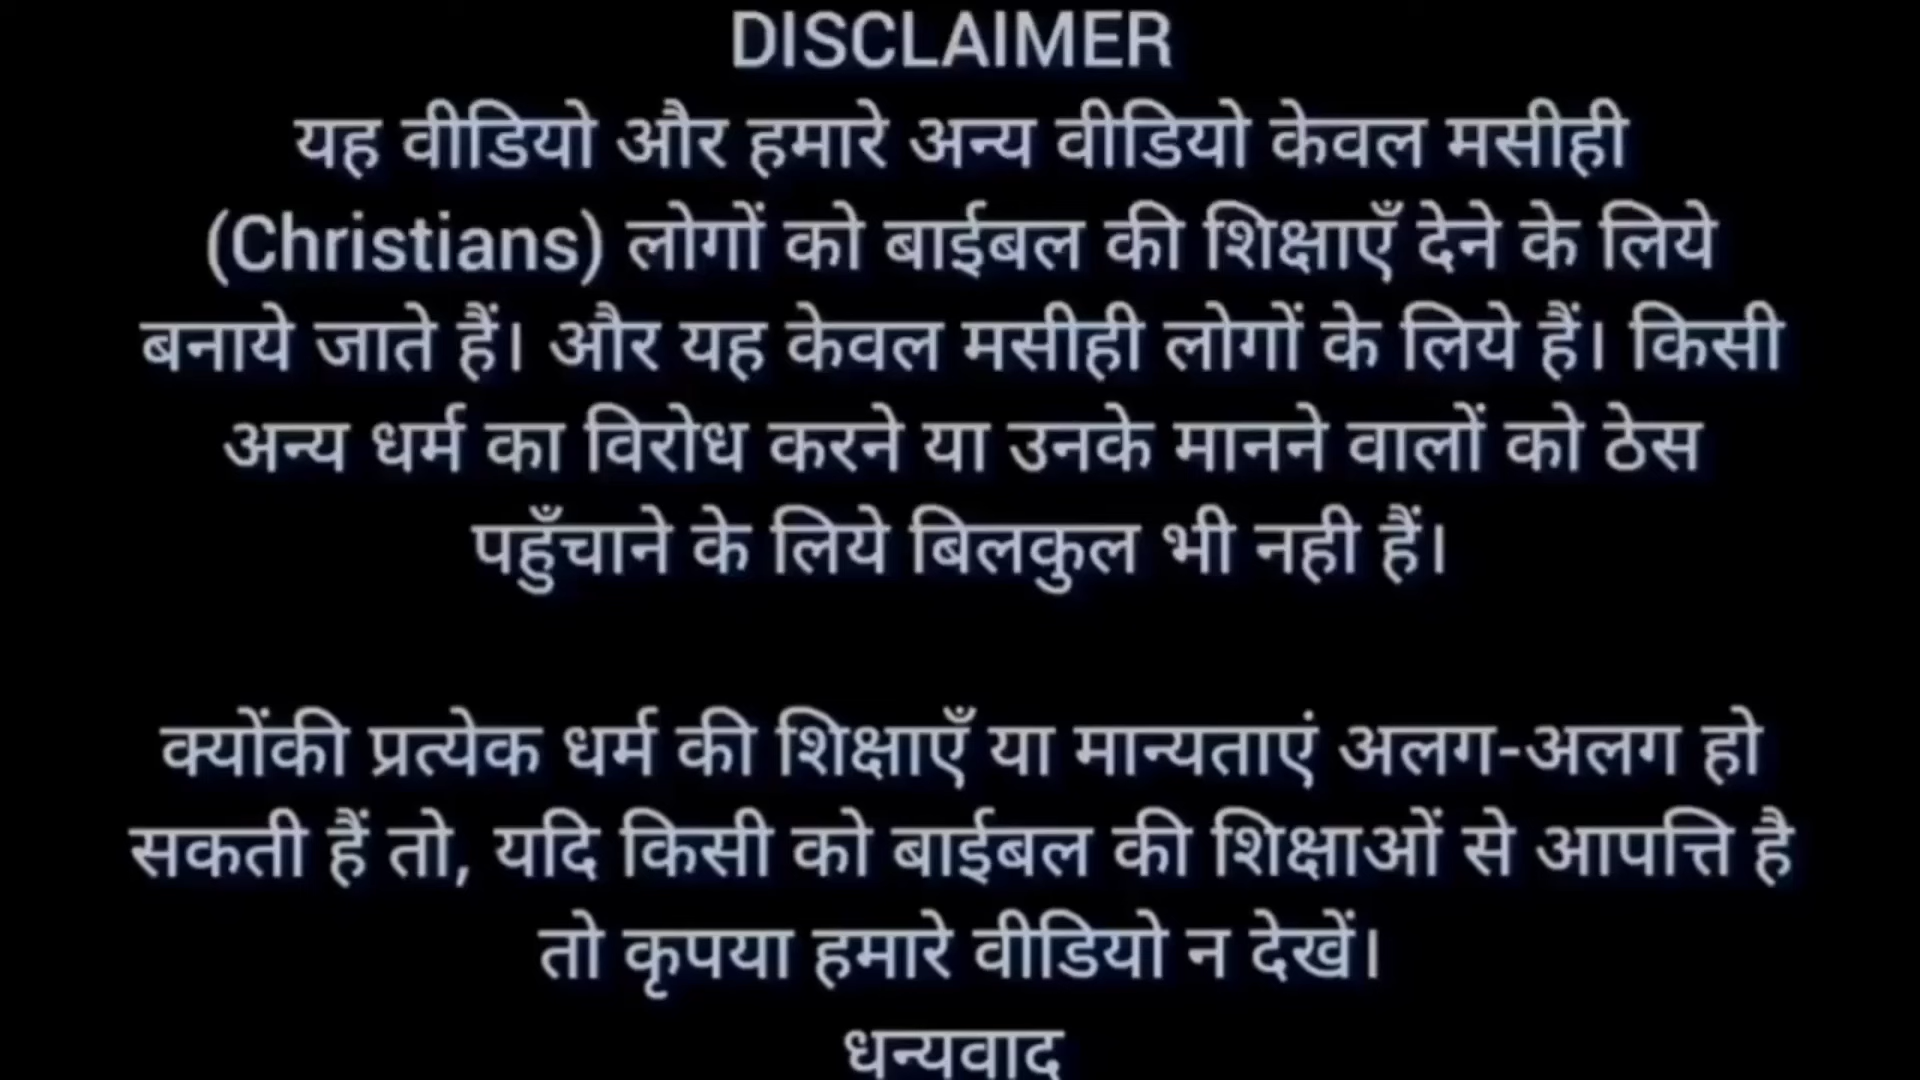 DISCLAIMER
यह वीडियो और हमारे अन्य वीडियो केवल मसीही
(Christians) लोगों को बाईबल की शिक्षाएँ देने के लिये
बनाये जाते हैं। और यह केवल मसीही लोगों के लिये हैं। किसी
अन्य धर्म का विरोध करने या उनके मानने वालों को ठेस
पहुँचाने के लिये बिलकुल भी नही हैं।
क्योंकी प्रत्येक धर्म की शिक्षाएँ या मान्यताएं अलग-अलग हो
सकती हैं तो, यदि किसी को बाईबल की शिक्षाओं से आपत्ति है
तो कृपया हमारे वीडियो न देखें।
धन्यवाद